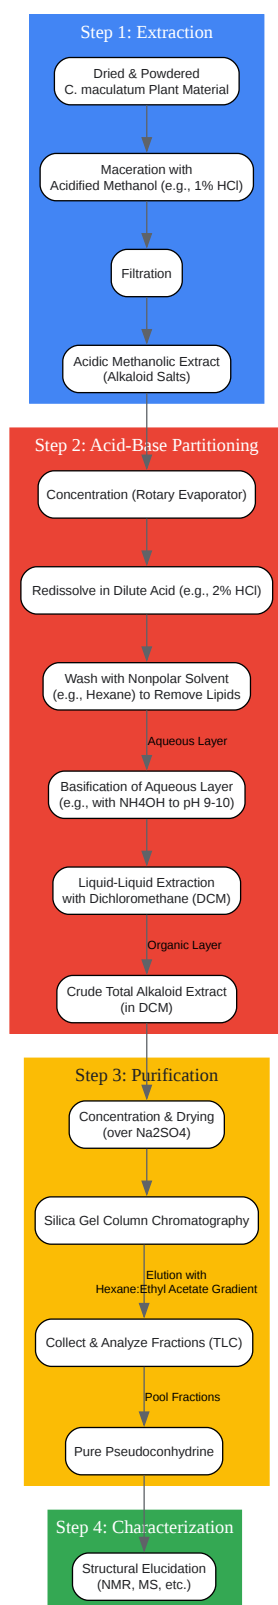 Step 1: Extraction
Dried & Powdered
C. maculatum Plant Material
Maceration with
Acidified Methanol (e.g., 1% HCl)
Filtration
Acidic Methanolic Extract
(Alkaloid Salts)
Step 2: Acid-Base Partitioning
Concentration (Rotary Evaporator)
Redissolve in Dilute Acid (e.g., 2% HCl)
Wash with Nonpolar Solvent
(e.g., Hexane) to Remove Lipids
Aqueous Layer
Basification of Aqueous Layer
(e.g., with NH4OH to pH 9-10)
Liquid-Liquid Extraction
with Dichloromethane (DCM)
Organic Layer
Crude Total Alkaloid Extract
(in DCM)
Step 3: Purification
Concentration & Drying
(over Na2SO4)
Silica Gel Column Chromatography
Elution with
Hexane:Ethyl Acetate Gradient
Collect & Analyze Fractions (TLC)
Pool Fractions
Pure Pseudoconhydrine
Step 4: Characterization
Structural Elucidation
(NMR, MS, etc.)